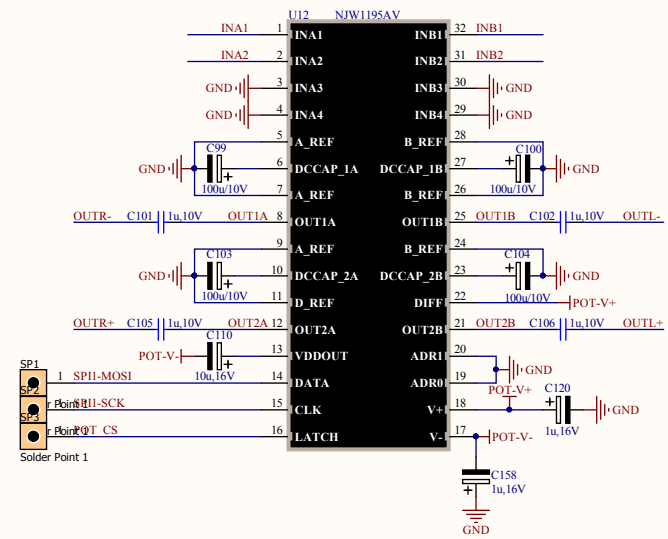 U12 NJW1195AV
INA1 1 INA1 INB1 32 INB1
INA2 2 INA2 INB2 31 INB2
GND 3 INA3 INB3 30 GND
GND 4 INA4 INB4 29 GND
5 A_REF B_REF 28
C99 C100
GND 6 DCCAP_1A DCCAP_1B 27 GND
100u/10V 7 A_REF B_REF 26 100u/10V
OUTR- C101 1u,10V OUT1A 8 OUT1A OUT1B 25 OUT1B C102 1u,10V OUTL-
9 A_REF B_REF 24
C103 C104
GND 10 DCCAP_2A DCCAP_2B 23 GND
100u/10V 11 D_REF DIFF 22 100u/10V POT-V+
OUTR+ C105 1u,10V OUT2A 12 OUT2A OUT2B 21 OUT2B C106 1u,10V OUTL+
C110
POT-V- 13 VDDOUT ADR1 20
10u,16V GND
SP1 1 SPI1-MOSI 14 DATA ADR0 19
POT-V+ C120
SP2 SPI1-SCK 15 CLK V+ 18 GND
1u,16V
SP3 POT_CS 16 LATCH V- 17 POT-V-
Solder Point 1
C158
1u,16V
GND